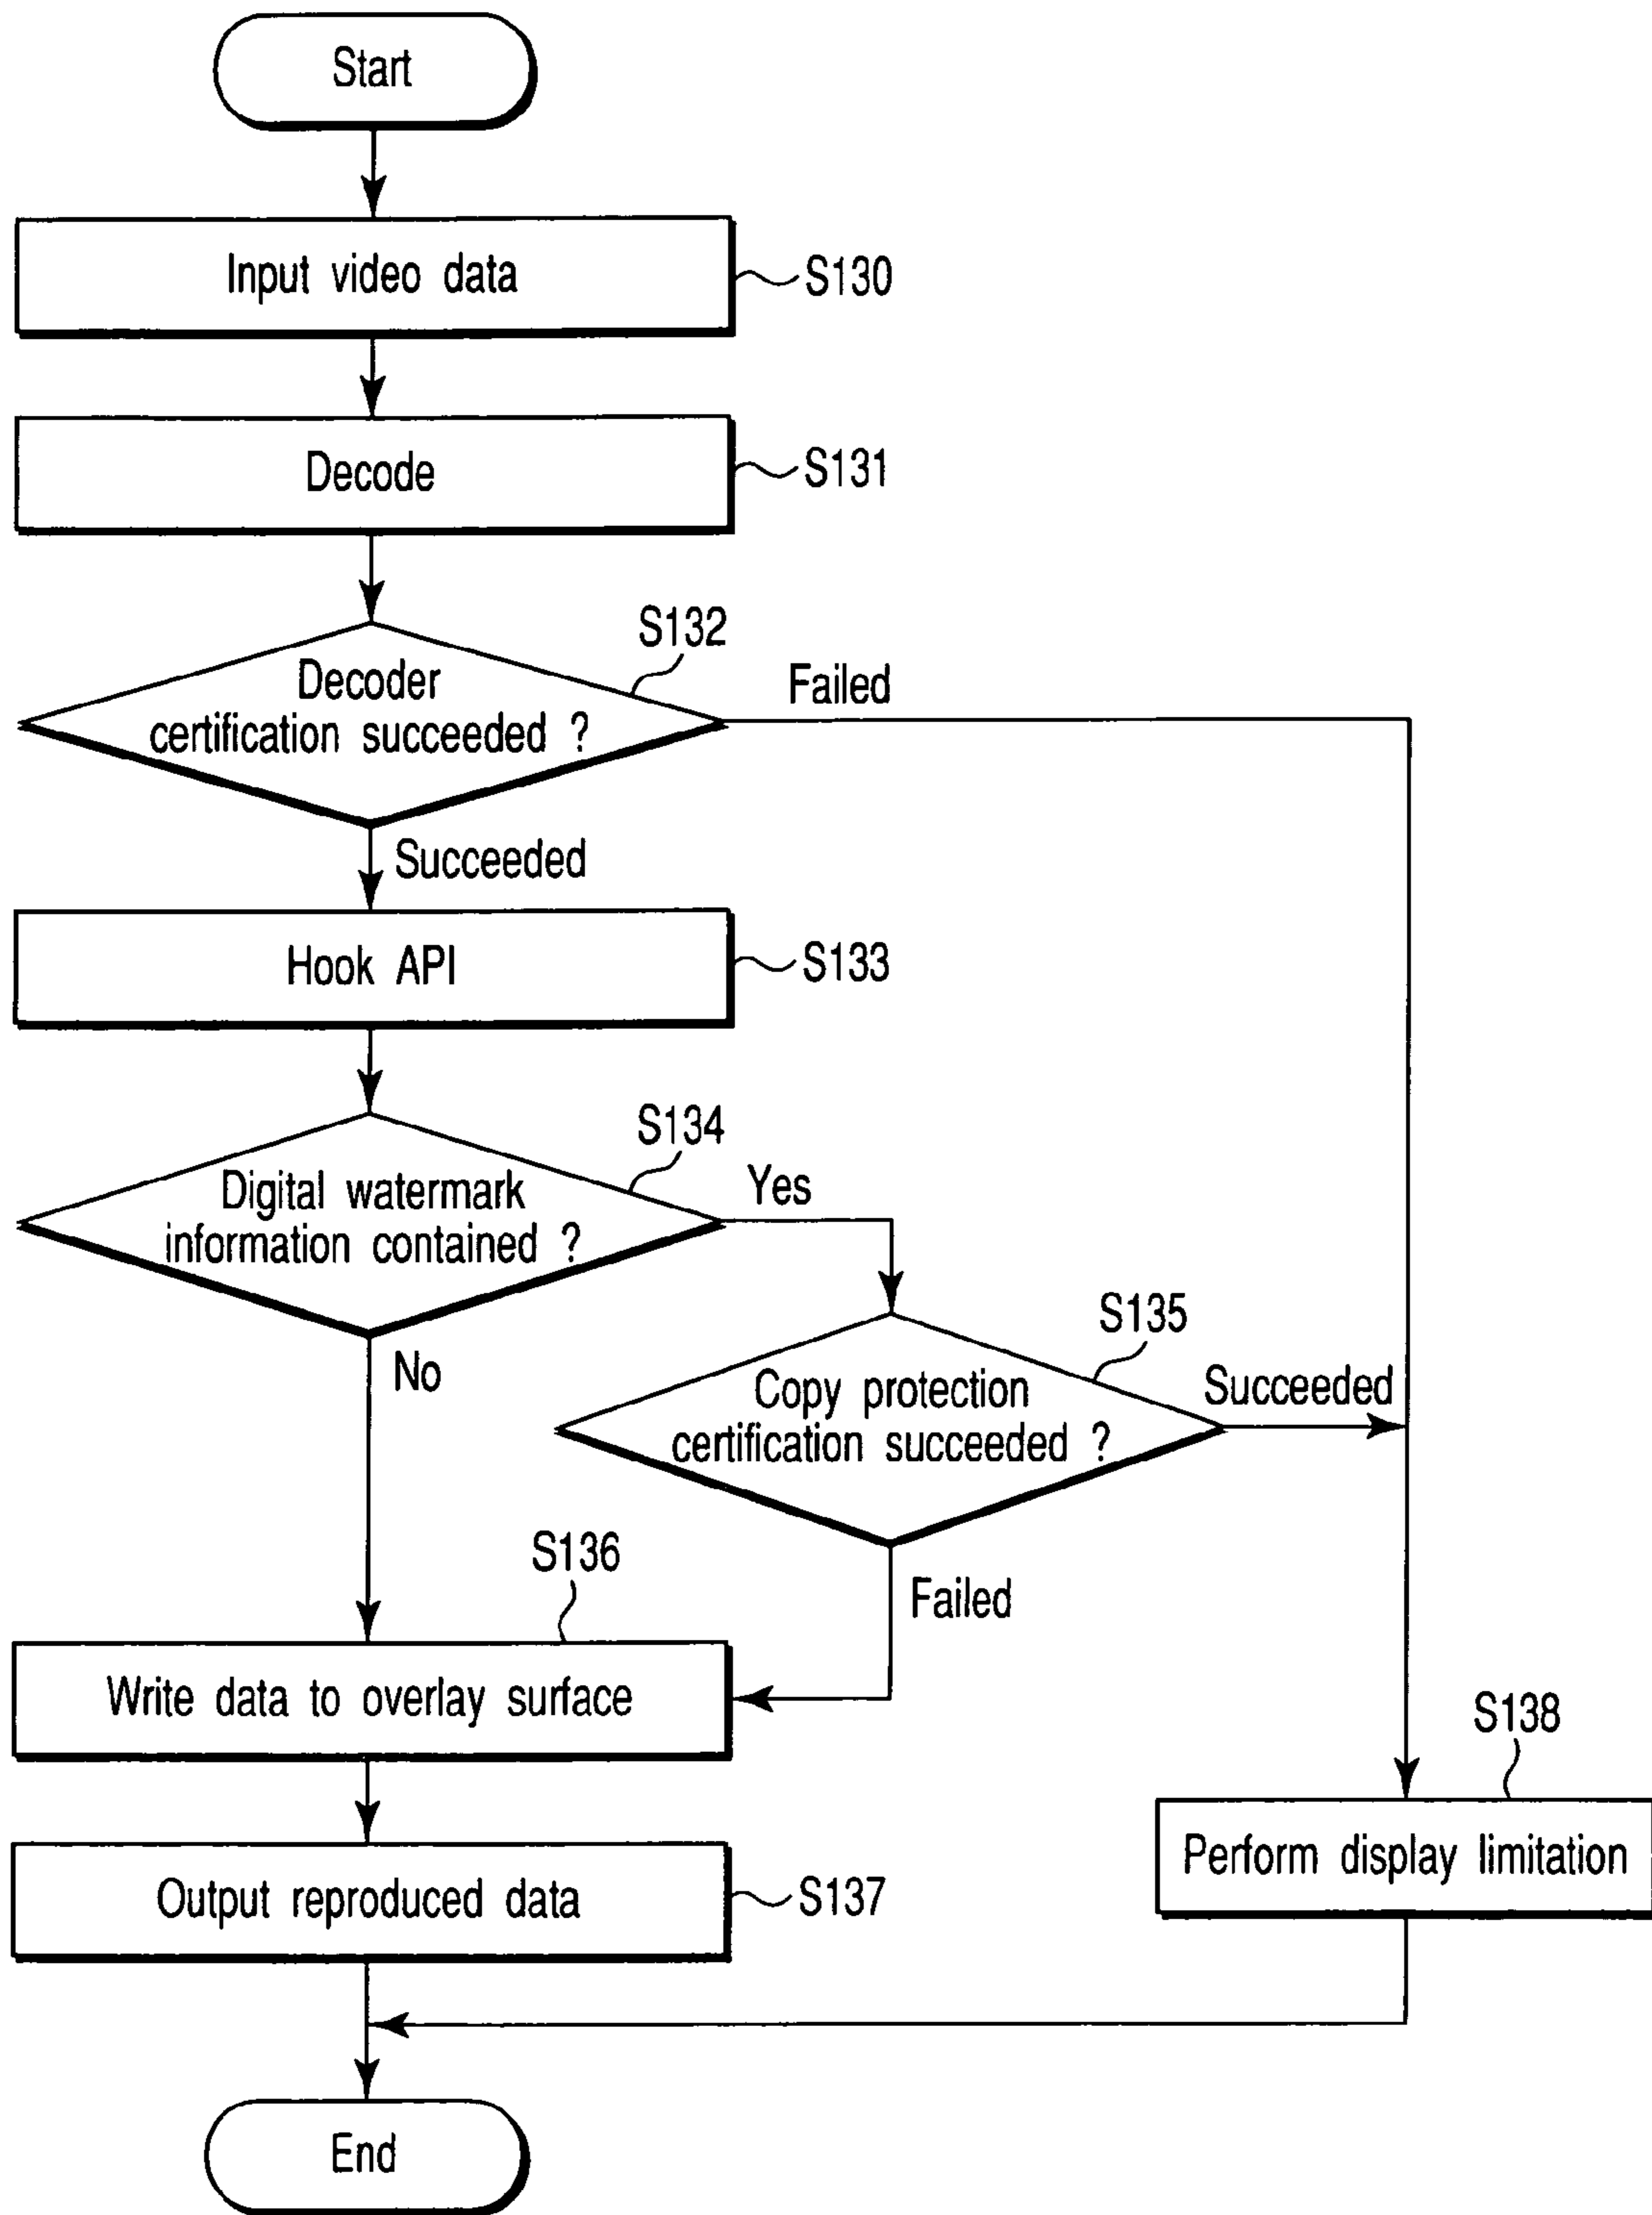 Start
Input video data
S130
Decode
S131
S132
Decoder
certification succeeded ?
Failed
Succeeded
Hook API
S133
S134
Digital watermark
information contained ?
Yes
No
S135
Copy protection
certification succeeded ?
Succeeded
Failed
S136
Write data to overlay surface
S138
Perform display limitation
Output reproduced data
S137
End